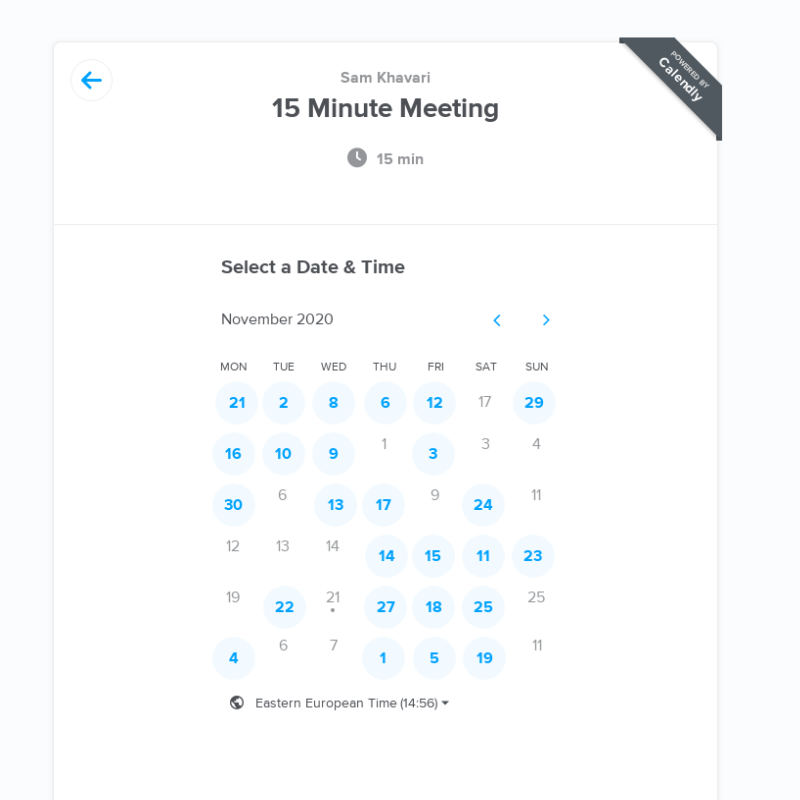 POWERED BY
Calendly
Sam Khavari
15 Minute Meeting
15 min
Select a Date & Time
November 2020
MON TUE WED THU FRI SAT SUN
21 2 8 6 12 17 29
16 10 9 1 3 3 4
30 6 13 17 9 24 11
12 13 14 14 15 11 23
19 22 21 27 18 25 25
4 6 7 1 5 19 11
Eastern European Time (14:56)